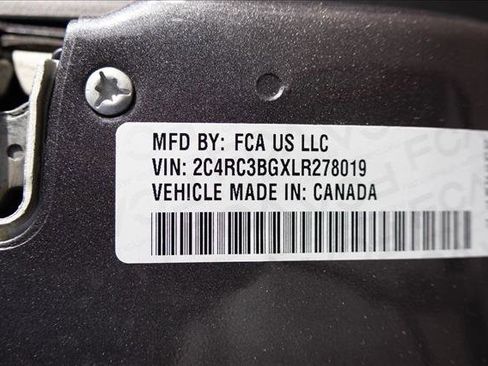 MFD BY: FCA US LLC
VIN: 2C4RC3BGXLR278019
VEHICLE MADE IN: CANADA